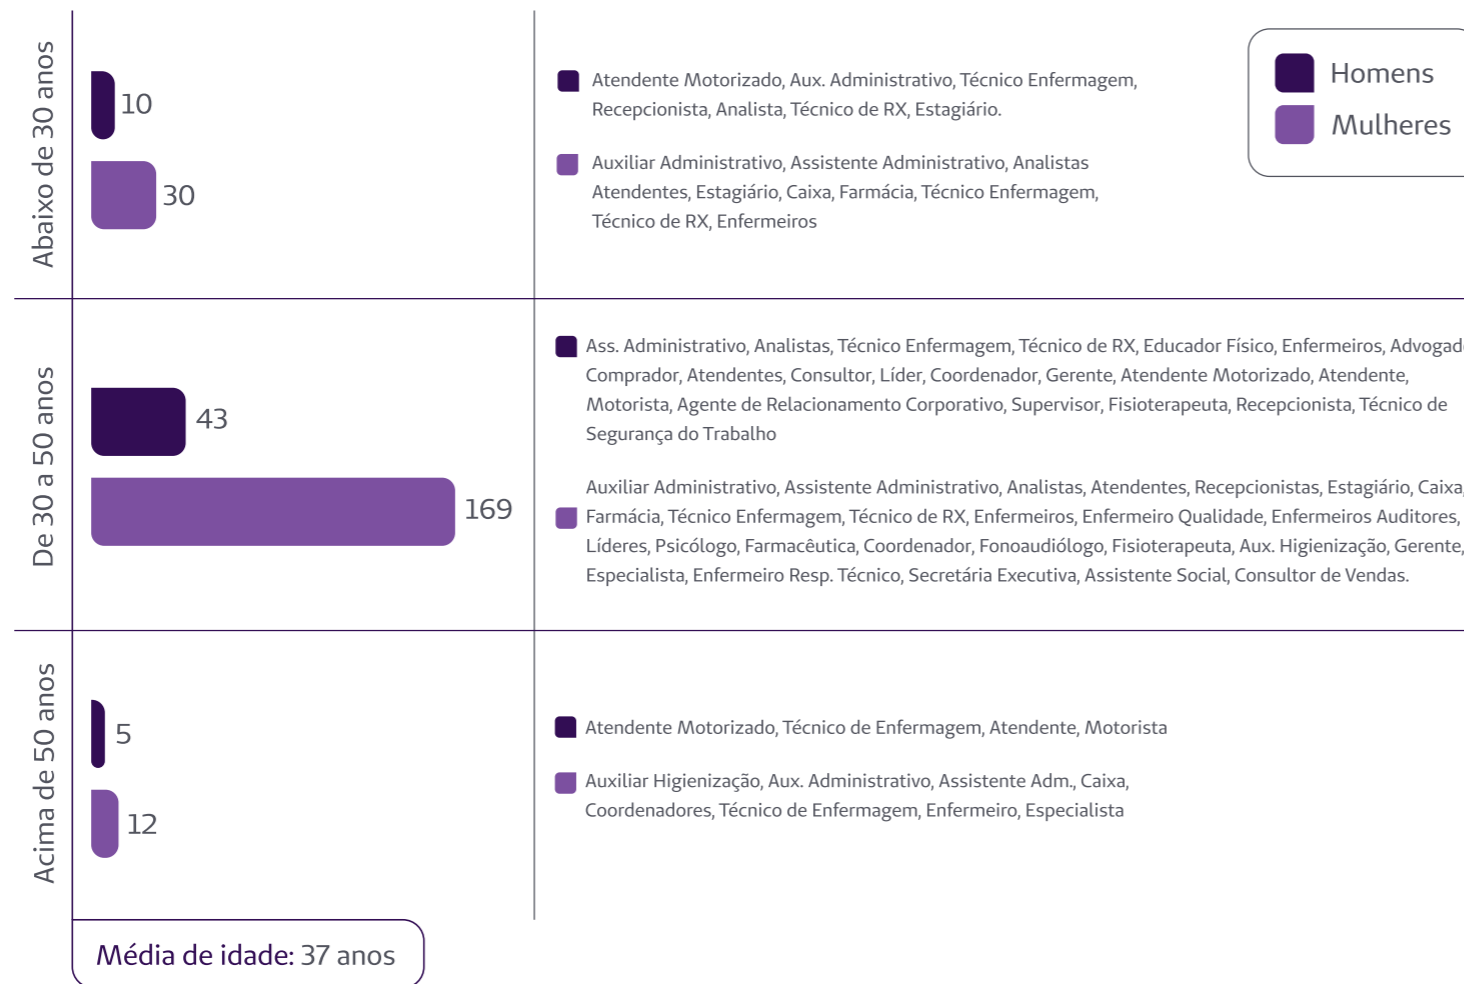 Homens
Mulheres
Abaixo de 30 anos
10
30
Atendente Motorizado, Aux. Administrativo, Técnico Enfermagem,
Recepcionista, Analista, Técnico de RX, Estagiário.
Auxiliar Administrativo, Assistente Administrativo, Analistas
Atendentes, Estagiário, Caixa, Farmácia, Técnico Enfermagem,
Técnico de RX, Enfermeiros
De 30 a 50 anos
43
169
Ass. Administrativo, Analistas, Técnico Enfermagem, Técnico de RX, Educador Físico, Enfermeiros,
Comprador, Atendentes, Consultor, Líder, Coordenador, Gerente, Atendente Motorizado, Atendente,
Motorista, Agente de Relacionamento Corporativo, Supervisor, Fisioterapeuta, Recepcionista, Técnico de
Segurança do Trabalho
Auxiliar Administrativo, Assistente Administrativo, Analistas, Atendentes, Recepcionistas, Estagiário, Caixa,
Farmácia, Técnico Enfermagem, Técnico de RX, Enfermeiros, Enfermeiro Qualidade, Enfermeiros Auditores,
Líderes, Psicólogo, Farmacêutica, Coordenador, Fonoaudiólogo, Fisioterapeuta, Aux. Higienização, Gerente,
Especialista, Enfermeiro Resp. Técnico, Secretária Executiva, Assistente Social, Consultor de Vendas.
Acima de 50 anos
5
12
Atendente Motorizado, Técnico de Enfermagem, Atendente, Motorista
Auxiliar Higienização, Aux. Administrativo, Assistente Adm., Caixa,
Coordenadores, Técnico de Enfermagem, Enfermeiro, Especialista
Média de idade: 37 anos